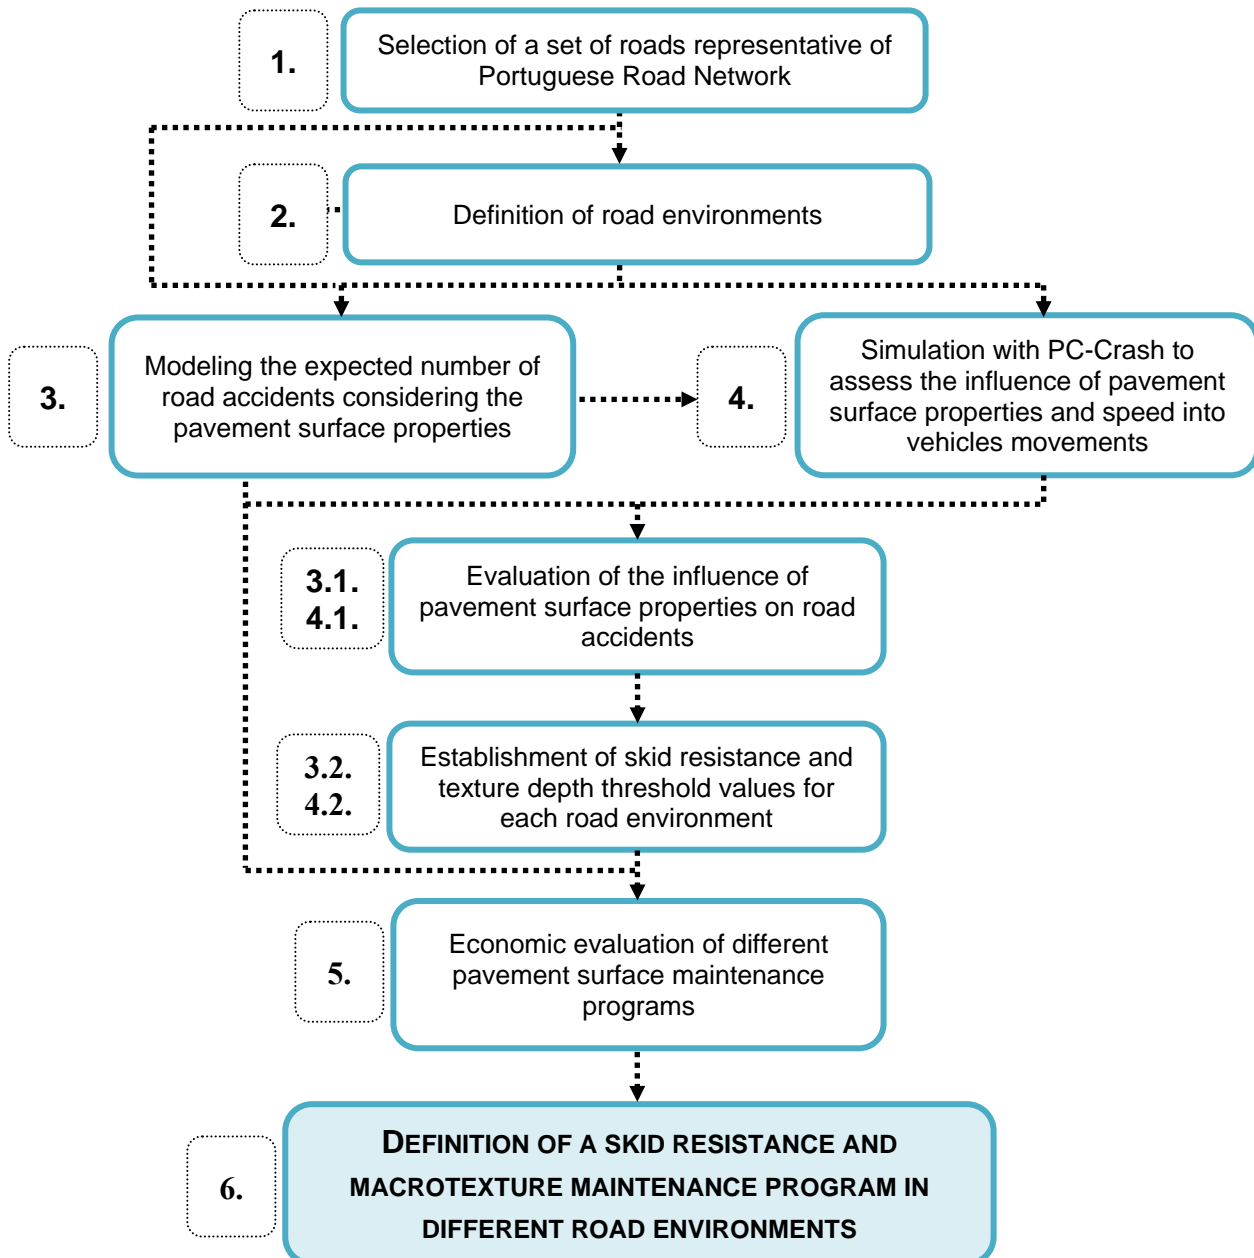 1.
Selection of a set of roads representative of
Portuguese Road Network
2.
Definition of road environments
3.
Modeling the expected number of
road accidents considering the
pavement surface properties
4.
Simulation with PC-Crash to
assess the influence of pavement
surface properties and speed into
vehicles movements
3.1.
4.1.
Evaluation of the influence of
pavement surface properties on road
accidents
3.2.
4.2.
Establishment of skid resistance and
texture depth threshold values for
each road environment
5.
Economic evaluation of different
pavement surface maintenance
programs
6.
DEFINITION OF A SKID RESISTANCE AND
MACROTEXTURE MAINTENANCE PROGRAM IN
DIFFERENT ROAD ENVIRONMENTS